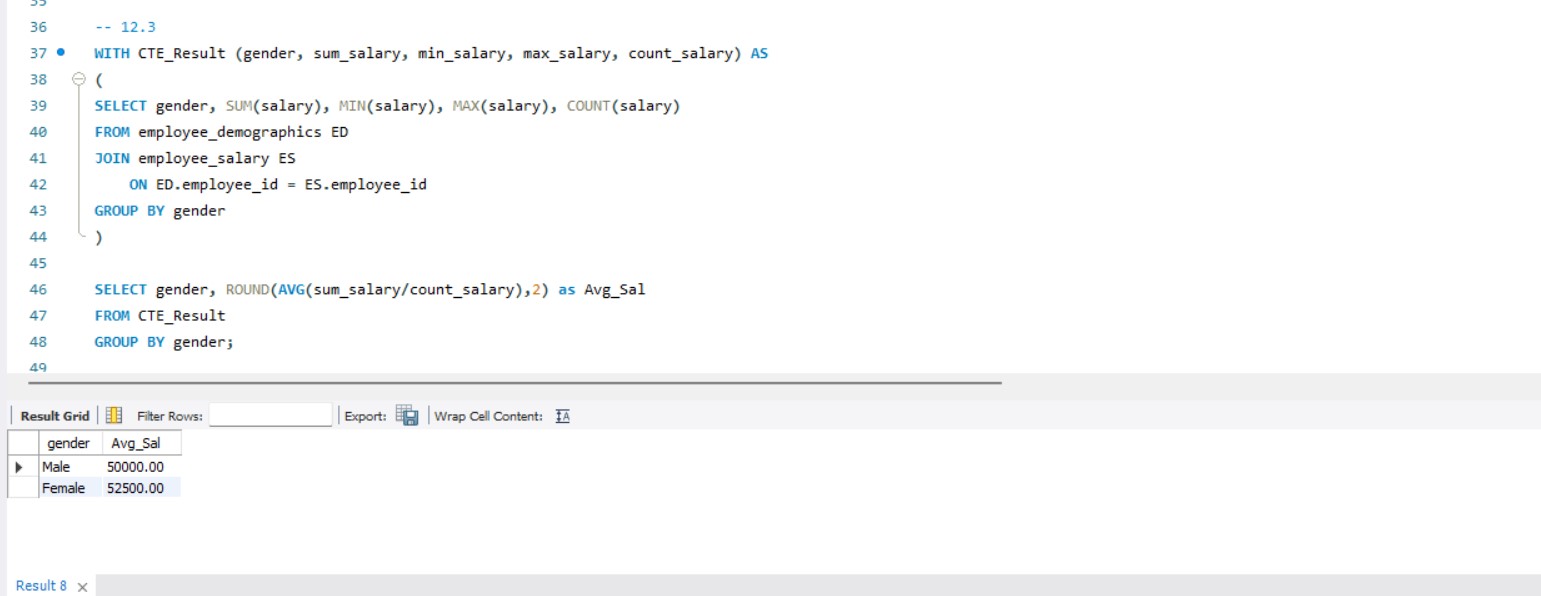 35
36 -- 12.3
37 WITH CTE_Result (gender, sum_salary, min_salary, max_salary, count_salary) AS
38 (
39 SELECT gender, SUM(salary), MIN(salary), MAX(salary), COUNT(salary)
40 FROM employee_demographics ED
41 JOIN employee_salary ES
42 ON ED.employee_id = ES.employee_id
43 GROUP BY gender
44 )
45
46 SELECT gender, ROUND(AVG(sum_salary/count_salary),2) as Avg_Sal
47 FROM CTE_Result
48 GROUP BY gender;
49
Result Grid Filter Rows: Export: Wrap Cell Content: IA
gender Avg_Sal
Male 50000.00
Female 52500.00
Result 8 ×